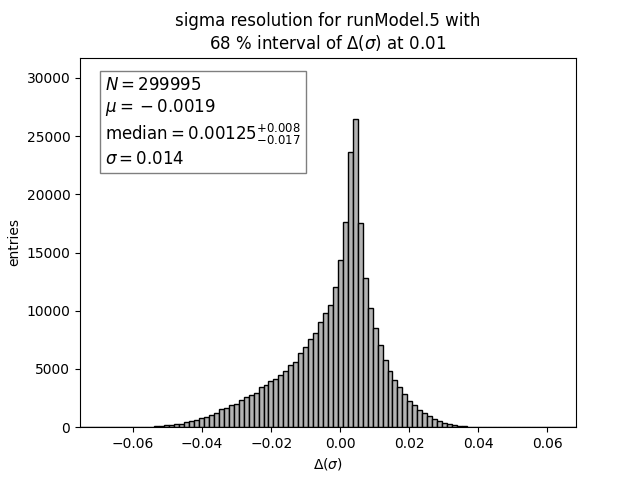 sigma resolution for runModel.5 with
68 % interval of Δ(σ) at 0.01
N = 299995
μ = −0.0019
median = 0.00125 +0.008 −0.017
σ = 0.014
30000
25000
20000
15000
10000
5000
0
entries
−0.06 −0.04 −0.02 0.00 0.02 0.04 0.06
Δ(σ)